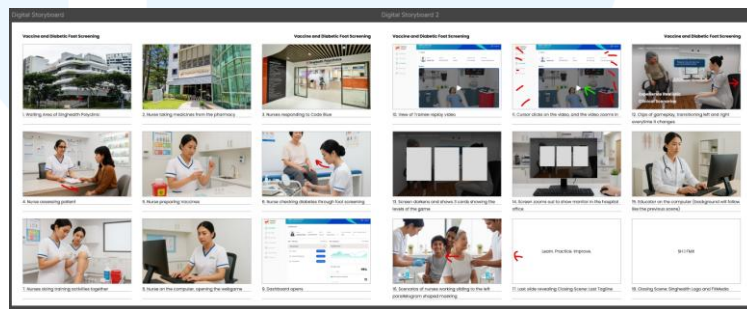 Digital Storyboard
Digital Storyboard 2
Vaccine and Diabetic Foot Screening
Vaccine and Diabetic Foot Screening
1. Waiting Area of Singhealth Polyclinic
2. Nurse taking medicines from the pharmacy
3. Nurses responding to Code Blue
4. Nurse assessing patient
5. Nurse preparing vaccines
6. Nurse checking diabetes through foot screening
7. Nurses doing training activities together
8. Nurse on the computer, opening the webgame
9. Dashboard opens
Vaccine and Diabetic Foot Screening
Vaccine and Diabetic Foot Screening
10. View of Trainee replay video
11. Cursor clicks on the video, and the video zooms in
12. Clips of gameplay, transitioning left and right
everytime it changes
13. Screen darkens and shows 3 cards showing the
levels of the game
14. Screen zooms out to show monitor in the hospital
office
15. Educator on the computer (background will follow
like the previous scene)
16. Scenarios of nurses working sliding to the left
parallelogram shaped masking
Learn. Practice. Improve.
17. Last slide revealing Closing Scene: Last Tagline
18. Closing Scene: Singhealth Logo and